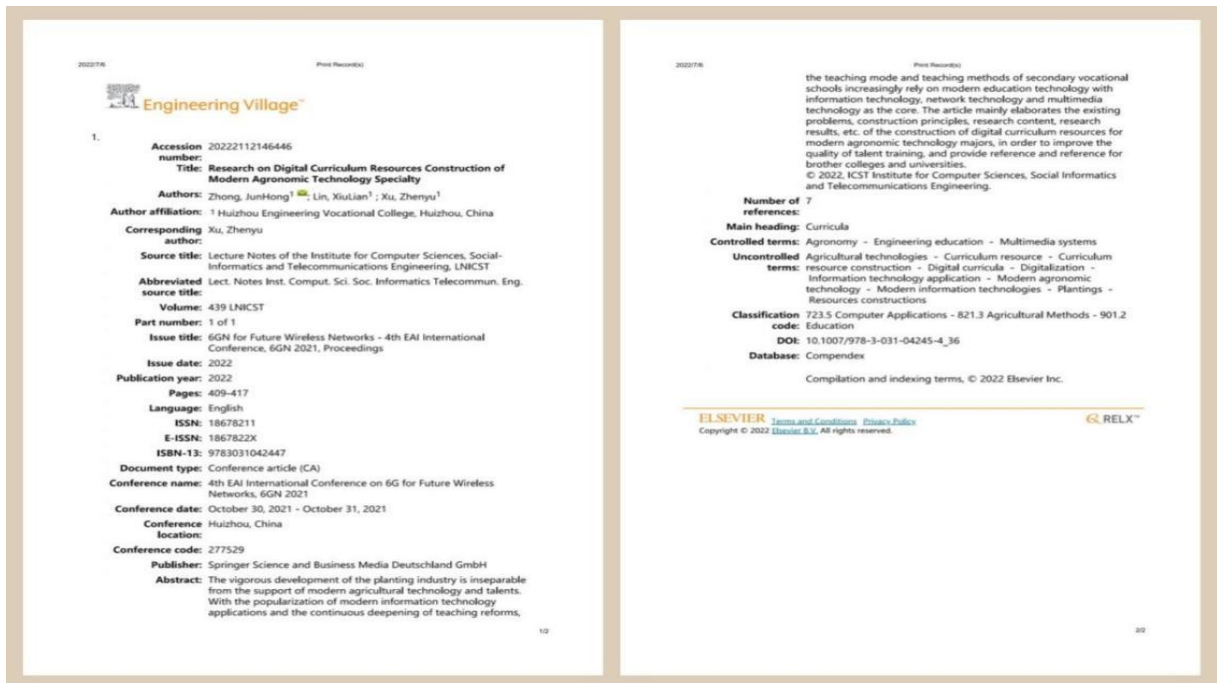 2022/7/6
Print Record(s)
Engineering Village™
1.
Accession number: 20222112146446
Title: Research on Digital Curriculum Resources Construction of
Modern Agronomic Technology Specialty
Authors: Zhong, JunHong1 ; Lin, XiuLian1 ; Xu, Zhenyu1
Author affiliation: 1 Huizhou Engineering Vocational College, Huizhou, China
Corresponding author: Xu, Zhenyu
Source title: Lecture Notes of the Institute for Computer Sciences, Social-
Informatics and Telecommunications Engineering, LNICST
Abbreviated source title: Lect. Notes Inst. Comput. Sci. Soc. Informatics Telecommun. Eng.
Volume: 439 LNICST
Part number: 1 of 1
Issue title: 6GN for Future Wireless Networks - 4th EAI International
Conference, 6GN 2021, Proceedings
Issue date: 2022
Publication year: 2022
Pages: 409-417
Language: English
ISSN: 18678211
E-ISSN: 1867822X
ISBN-13: 9783031042447
Document type: Conference article (CA)
Conference name: 4th EAI International Conference on 6G for Future Wireless
Networks, 6GN 2021
Conference date: October 30, 2021 - October 31, 2021
Conference location: Huizhou, China
Conference code: 277529
Publisher: Springer Science and Business Media Deutschland GmbH
Abstract: The vigorous development of the planting industry is inseparable
from the support of modern agricultural technology and talents.
With the popularization of modern information technology
applications and the continuous deepening of teaching reforms,
1/2
2022/7/6
Print Record(s)
the teaching mode and teaching methods of secondary vocational
schools increasingly rely on modern education technology with
information technology, network technology and multimedia
technology as the core. The article mainly elaborates the existing
problems, construction principles, research content, research
results, etc. of the construction of digital curriculum resources for
modern agronomic technology majors, in order to improve the
quality of talent training, and provide reference and reference for
brother colleges and universities.
© 2022, ICST Institute for Computer Sciences, Social Informatics
and Telecommunications Engineering.
Number of references: 7
Main heading: Curricula
Controlled terms: Agronomy - Engineering education - Multimedia systems
Uncontrolled terms: Agricultural technologies - Curriculum resource - Curriculum
resource construction - Digital curricula - Digitalization -
Information technology application - Modern agronomic
technology - Modern information technologies - Plantings -
Resources constructions
Classification code: 723.5 Computer Applications - 821.3 Agricultural Methods - 901.2
Education
DOI: 10.1007/978-3-031-04245-4_36
Database: Compendex
Compilation and indexing terms, © 2022 Elsevier Inc.
ELSEVIER Terms and Conditions Privacy Policy
Copyright © 2022 Elsevier B.V. All rights reserved.
RELX™
2/2